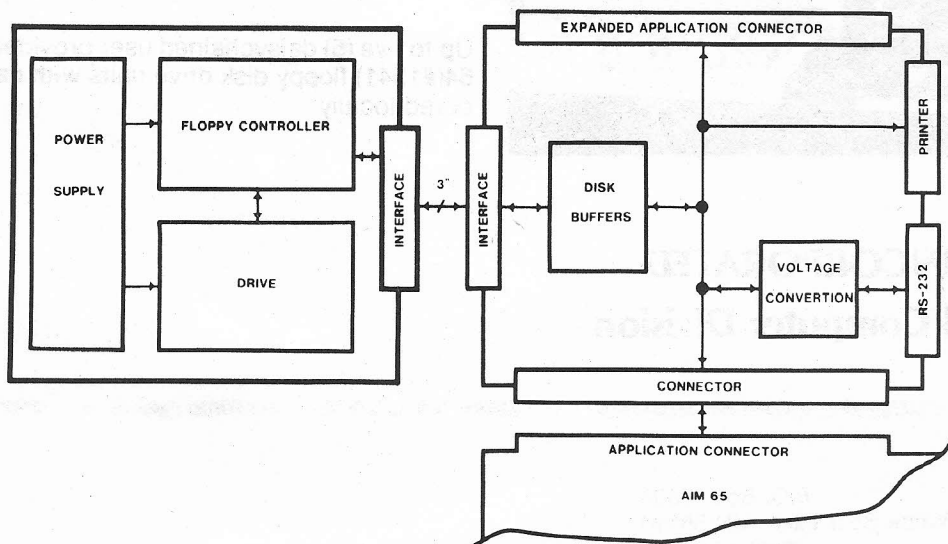 EXPANDED APPLICATION CONNECTOR
POWER
SUPPLY
FLOPPY CONTROLLER
DRIVE
INTERFACE
3"
INTERFACE
DISK
BUFFERS
PRINTER
VOLTAGE
CONVERTION
RS-232
CONNECTOR
APPLICATION CONNECTOR
AIM 65